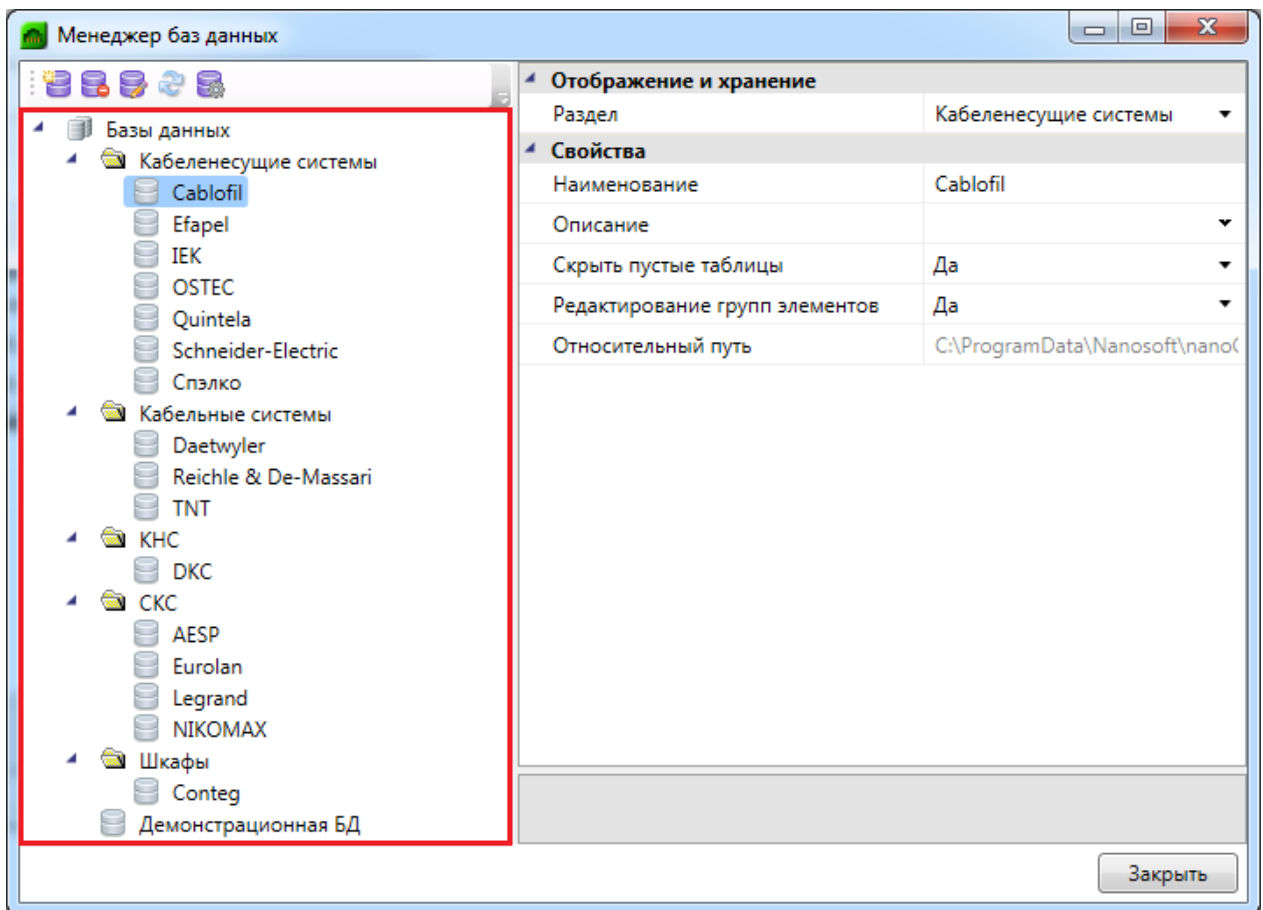 Менеджер баз данных
Базы данных
Кабеленесущие системы
Cablofil
Efapel
IEK
OSTEC
Quintela
Schneider-Electric
Спэлко
Кабельные системы
Daetwyler
Reichle & De-Massari
TNT
КНС
DKC
СКС
AESP
Eurolan
Legrand
NIKOMAX
Шкафы
Conteg
Демонстрационная БД
Отображение и хранение
Раздел Кабеленесущие системы
Свойства
Наименование Cablofil
Описание
Скрыть пустые таблицы Да
Редактирование групп элементов Да
Относительный путь C:\ProgramData\Nanosoft\nano(
Закрыть